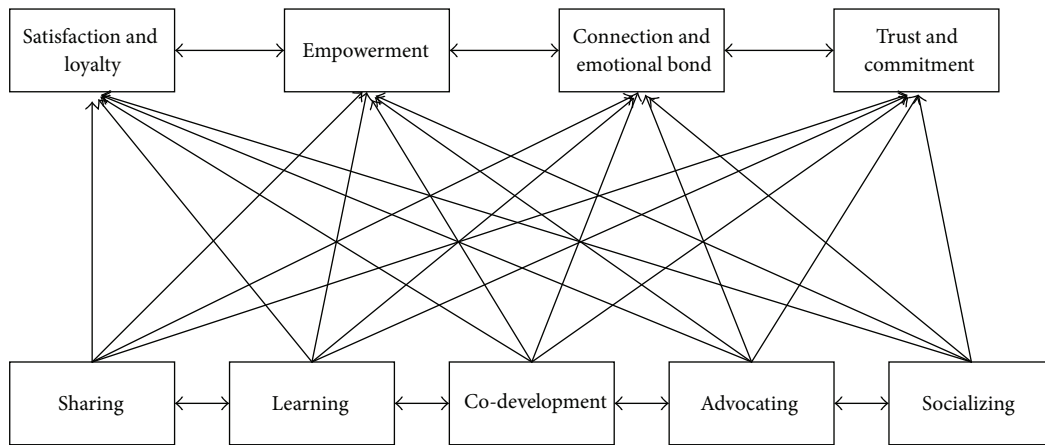 Satisfaction and
loyalty
Empowerment
Connection and
emotional bond
Trust and
commitment
Sharing
Learning
Co-development
Advocating
Socializing